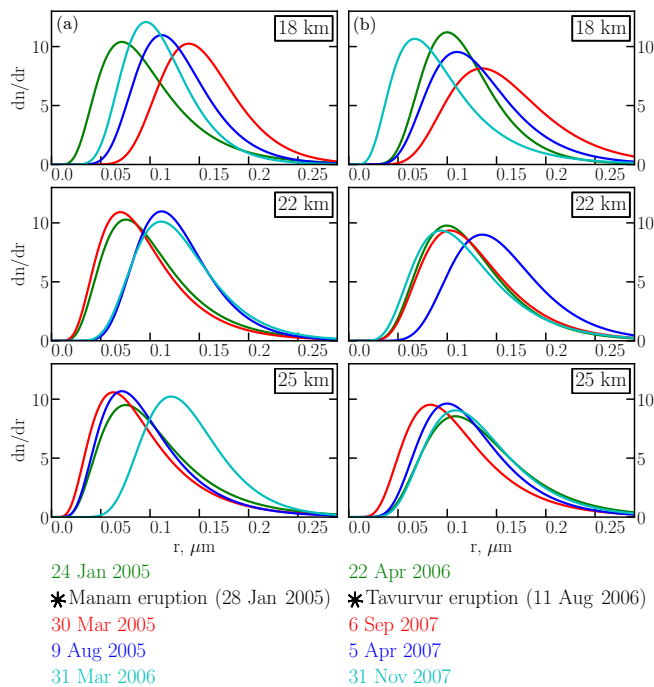 (a)
18 km
(b)
18 km
dn/dr
10
5
0
10
5
0
22 km
22 km
dn/dr
10
5
0
0.0 0.05 0.1 0.15 0.2 0.25
0.0 0.05 0.1 0.15 0.2 0.25
10
5
0
25 km
25 km
dn/dr
10
5
0
0.0 0.05 0.1 0.15 0.2 0.25
0.0 0.05 0.1 0.15 0.2 0.25
10
5
0
0.0 0.05 0.1 0.15 0.2 0.25
0.0 0.05 0.1 0.15 0.2 0.25
r, μm
r, μm
24 Jan 2005
Manam eruption (28 Jan 2005)
30 Mar 2005
9 Aug 2005
31 Mar 2006
22 Apr 2006
Tavurvur eruption (11 Aug 2006)
6 Sep 2007
5 Apr 2007
31 Nov 2007